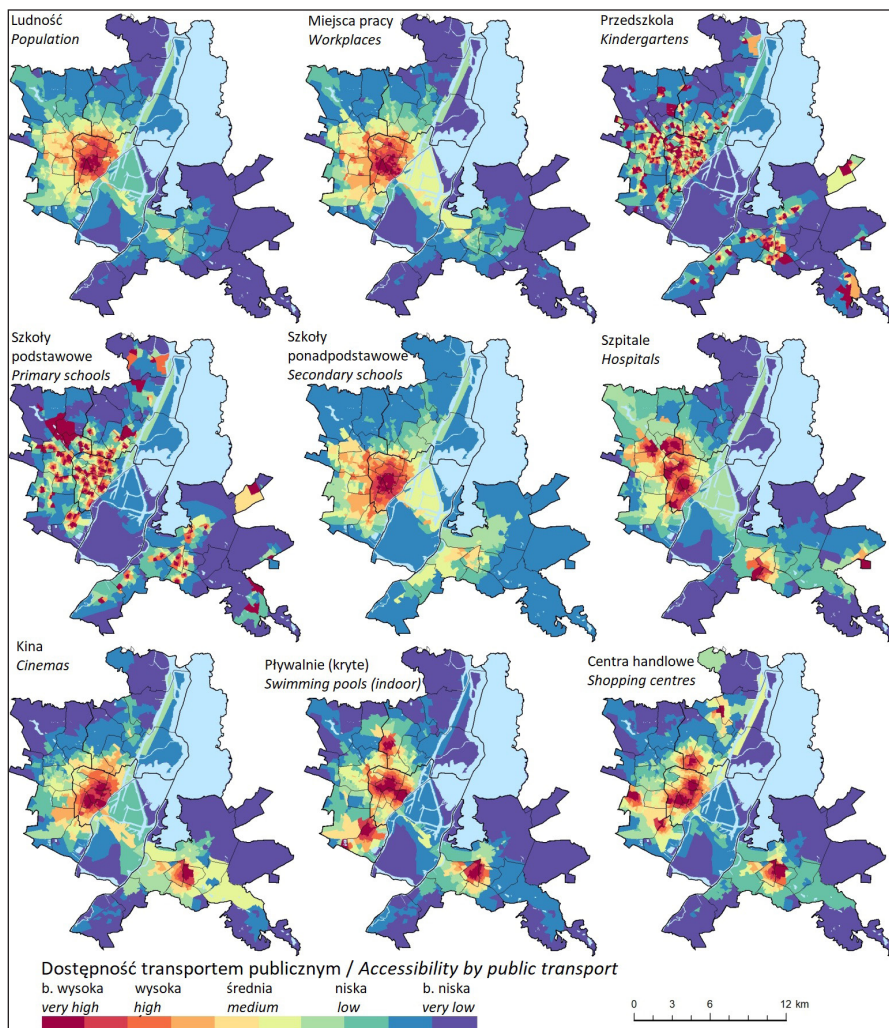 Ludność
Population
Miejsca pracy
Workplaces
Przedszkola
Kindergartens
Szkoły
podstawowe
Primary schools
Szkoły
ponadpodstawowe
Secondary schools
Szpitale
Hospitals
Kina
Cinemas
Pływalnie (kryte)
Swimming pools (indoor)
Centra handlowe
Shopping centres
Dostępność transportem publicznym / Accessibility by public transport
b. wysoka wysoka średnia niska b. niska
very high high medium low very low
0 3 6 12 km